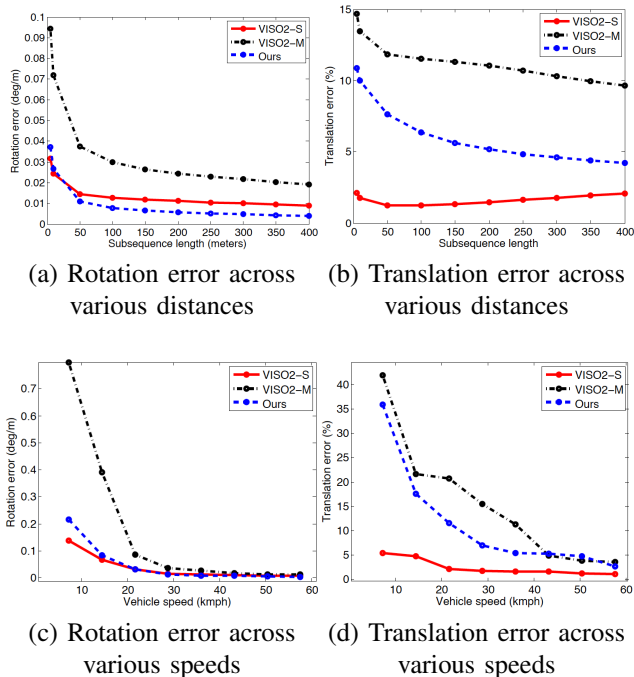 0.1
0.09
0.08
0.07
0.06
0.05
0.04
0.03
0.02
0.01
0
0 50 100 150 200 250 300 350 400
Rotation error (deg/m)
Subsequence length (meters)
VISO2-S
VISO2-M
Ours
15
10
5
0
0 50 100 150 200 250 300 350 400
Translation error (%)
Subsequence length
VISO2-S
VISO2-M
Ours
(a) Rotation error across
various distances
(b) Translation error across
various distances
0.7
0.6
0.5
0.4
0.3
0.2
0.1
0
10 20 30 40 50 60
Rotation error (deg/m)
Vehicle speed (kmph)
VISO2-S
VISO2-M
Ours
40
35
30
25
20
15
10
5
0
10 20 30 40 50 60
Translation error (%)
Vehicle speed (kmph)
VISO2-S
VISO2-M
Ours
(c) Rotation error across
various speeds
(d) Translation error across
various speeds